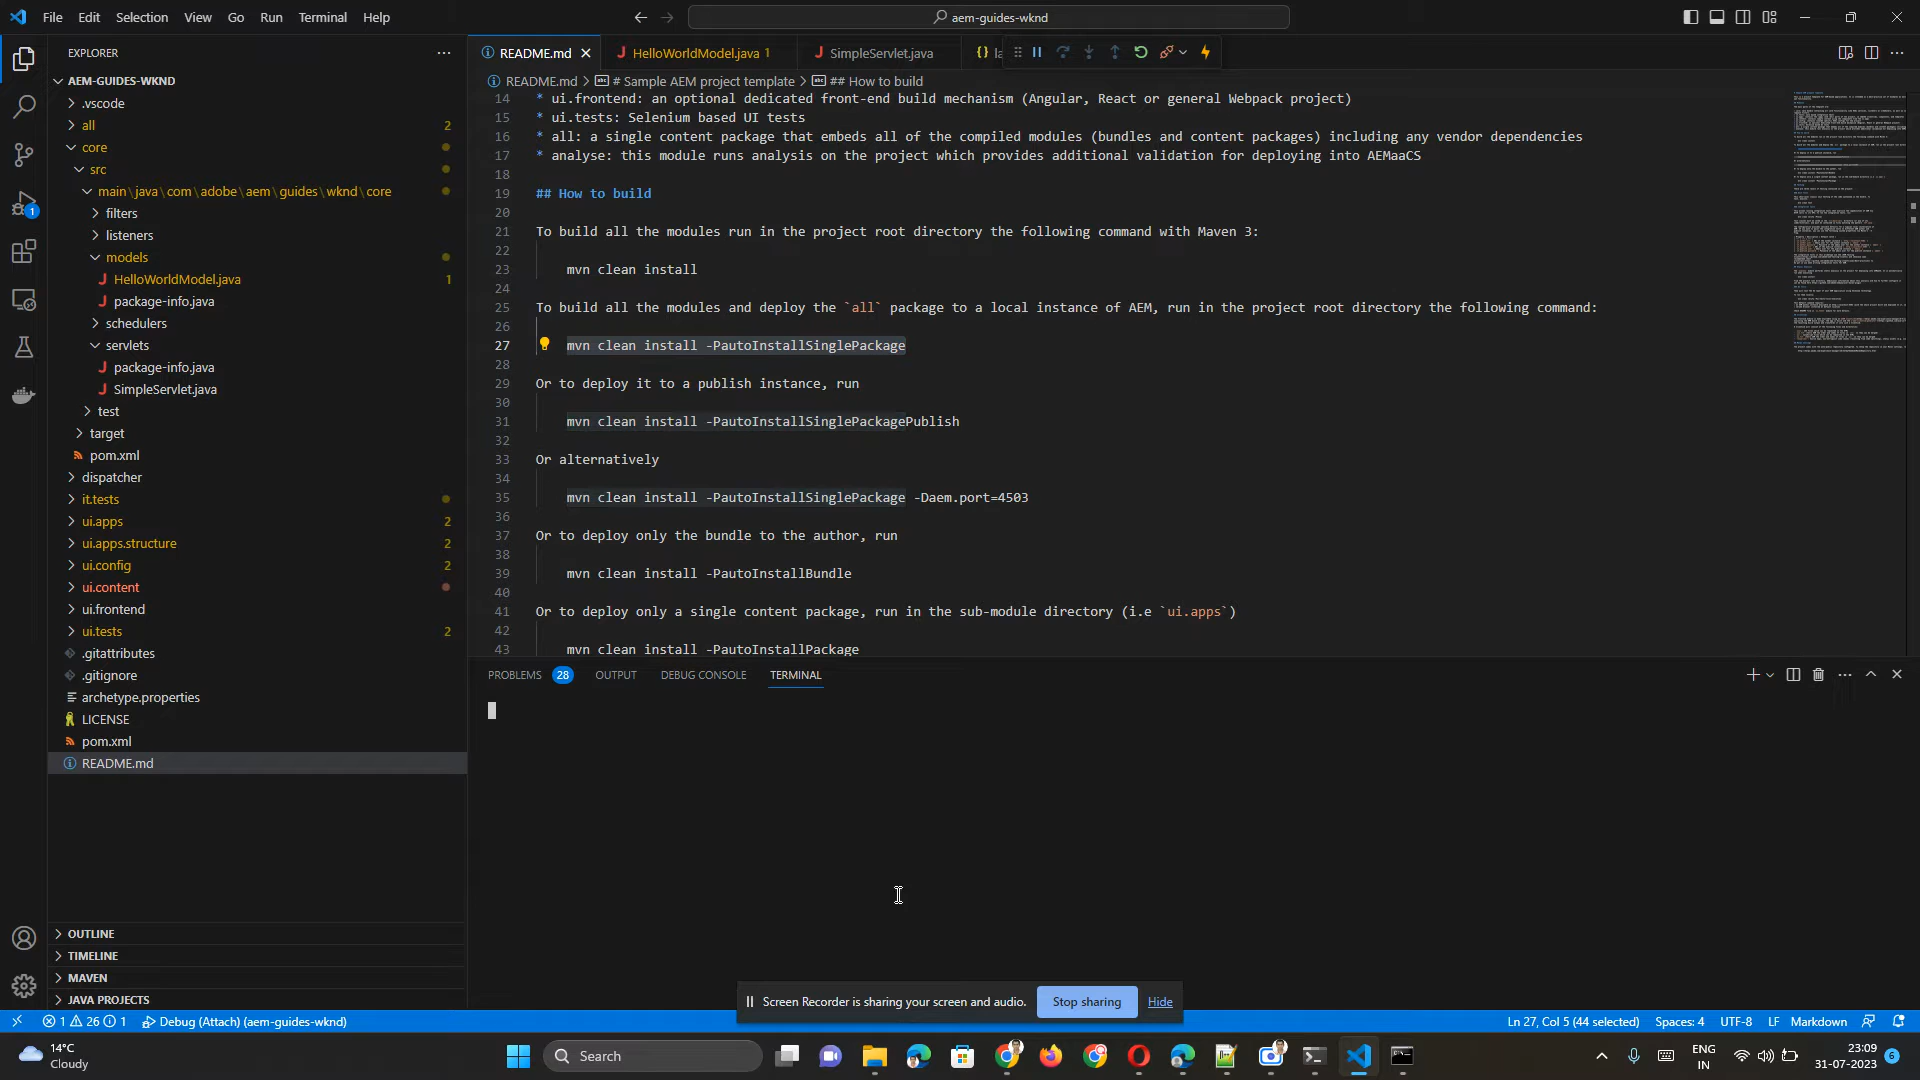 File Edit Selection View Go Run Terminal Help
aem-guides-wknd
EXPLORER
AEM-GUIDES-WKND
.vscode
all 2
core
src
main\java\com\adobe\aem\guides\wknd\core
filters
listeners
models
HelloWorldModel.java 1
package-info.java
schedulers
servlets
package-info.java
SimpleServlet.java
test
target
pom.xml
dispatcher
it.tests
ui.apps 2
ui.apps.structure 2
ui.config 2
ui.content
ui.frontend
ui.tests 2
.gitattributes
.gitignore
archetype.properties
LICENSE
pom.xml
README.md
OUTLINE
TIMELINE
MAVEN
JAVA PROJECTS
1
README.md HelloWorldModel.java 1 SimpleServlet.java {} la
README.md > # Sample AEM project template > ## How to build
14 * ui.frontend: an optional dedicated front-end build mechanism (Angular, React or general Webpack project)
15 * ui.tests: Selenium based UI tests
16 * all: a single content package that embeds all of the compiled modules (bundles and content packages) including any vendor dependencies
17 * analyse: this module runs analysis on the project which provides additional validation for deploying into AEMaaCS
18
19 ## How to build
20
21 To build all the modules run in the project root directory the following command with Maven 3:
22
23 mvn clean install
24
25 To build all the modules and deploy the `all` package to a local instance of AEM, run in the project root directory the following command:
26
27 mvn clean install -PautoInstallSinglePackage
28
29 Or to deploy it to a publish instance, run
30
31 mvn clean install -PautoInstallSinglePackagePublish
32
33 Or alternatively
34
35 mvn clean install -PautoInstallSinglePackage -Daem.port=4503
36
37 Or to deploy only the bundle to the author, run
38
39 mvn clean install -PautoInstallBundle
40
41 Or to deploy only a single content package, run in the sub-module directory (i.e `ui.apps`)
42
43 mvn clean install -PautoInstallPackage
PROBLEMS 28 OUTPUT DEBUG CONSOLE TERMINAL
Screen Recorder is sharing your screen and audio. Stop sharing Hide
1 26 1 Debug (Attach) (aem-guides-wknd) Ln 27, Col 5 (44 selected) Spaces: 4 UTF-8 LF Markdown
14°C
Cloudy
Search
ENG
IN
23:09
31-07-2023
6